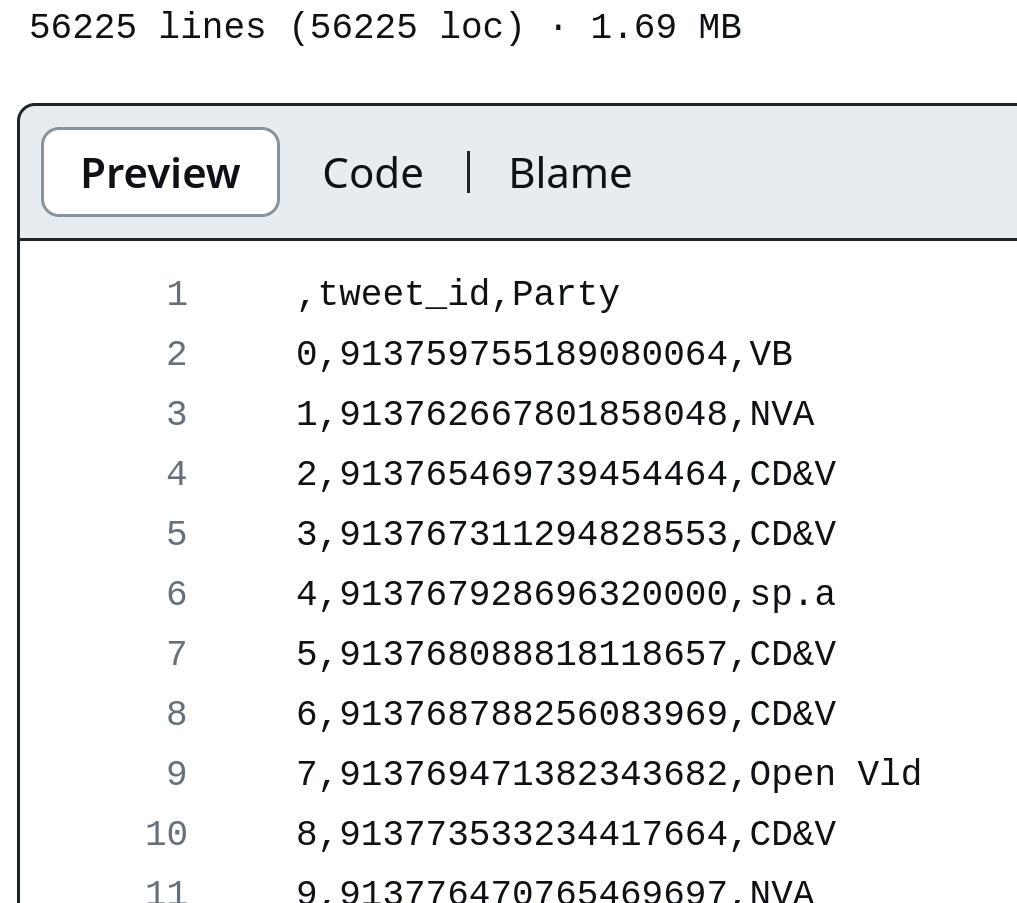 56225 lines (56225 loc) · 1.69 MB
Preview Code | Blame
1 ,tweet_id,Party
2 0,913759755189080064,VB
3 1,913762667801858048,NVA
4 2,913765469739454464,CD&V
5 3,913767311294828553,CD&V
6 4,913767928696320000,sp.a
7 5,913768088818118657,CD&V
8 6,913768788256083969,CD&V
9 7,913769471382343682,Open Vld
10 8,913773533234417664,CD&V
11 9,913776470765469697,NVA